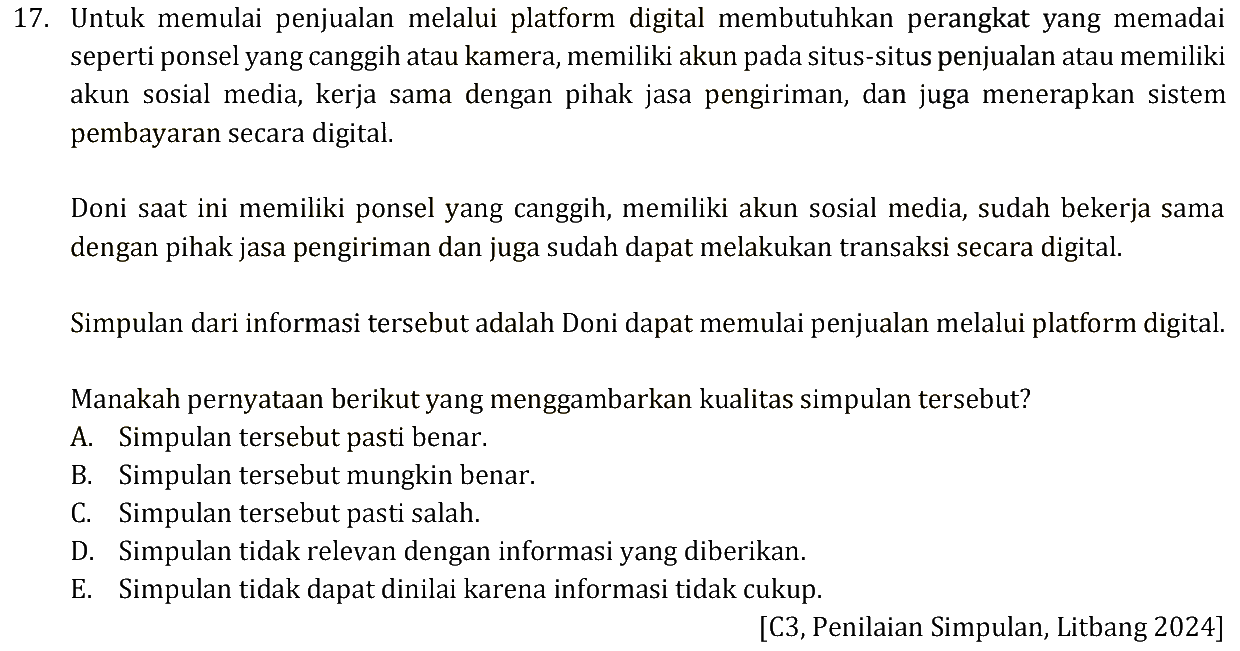 17. Untuk memulai penjualan melalui platform digital membutuhkan perangkat yang memadai
seperti ponsel yang canggih atau kamera, memiliki akun pada situs-situs penjualan atau memiliki
akun sosial media, kerja sama dengan pihak jasa pengiriman, dan juga menerapkan sistem
pembayaran secara digital.
Doni saat ini memiliki ponsel yang canggih, memiliki akun sosial media, sudah bekerja sama
dengan pihak jasa pengiriman dan juga sudah dapat melakukan transaksi secara digital.
Simpulan dari informasi tersebut adalah Doni dapat memulai penjualan melalui platform digital.
Manakah pernyataan berikut yang menggambarkan kualitas simpulan tersebut?
A. Simpulan tersebut pasti benar.
B. Simpulan tersebut mungkin benar.
C. Simpulan tersebut pasti salah.
D. Simpulan tidak relevan dengan informasi yang diberikan.
E. Simpulan tidak dapat dinilai karena informasi tidak cukup.
[C3, Penilaian Simpulan, Litbang 2024]